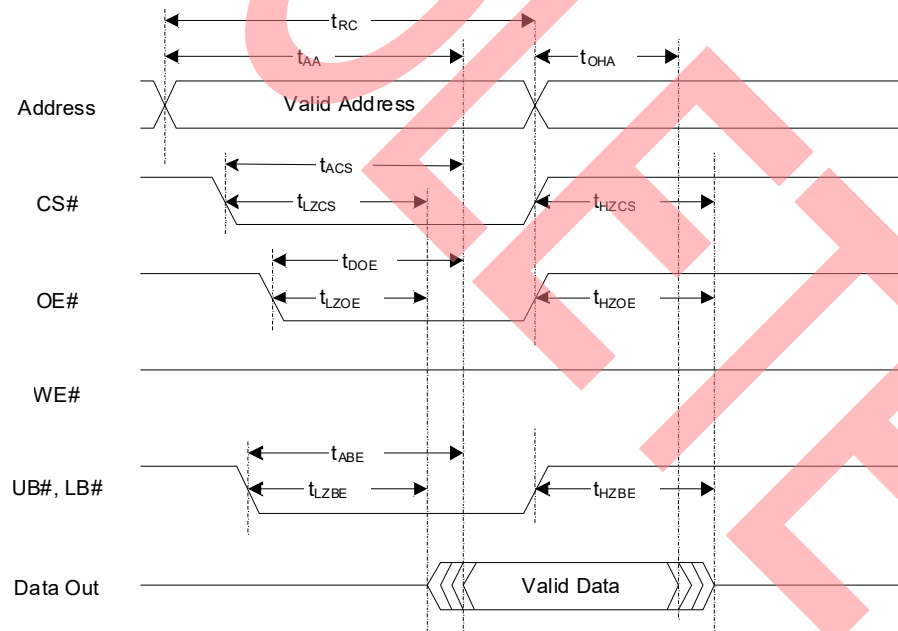 tRC
tAA
tOHA
Address
Valid Address
tACS
CS#
tLZCS
tHZCS
tDOE
OE#
tLZOE
tHZOE
WE#
tABE
UB#, LB#
tLZBE
tHZBE
Data Out
Valid Data